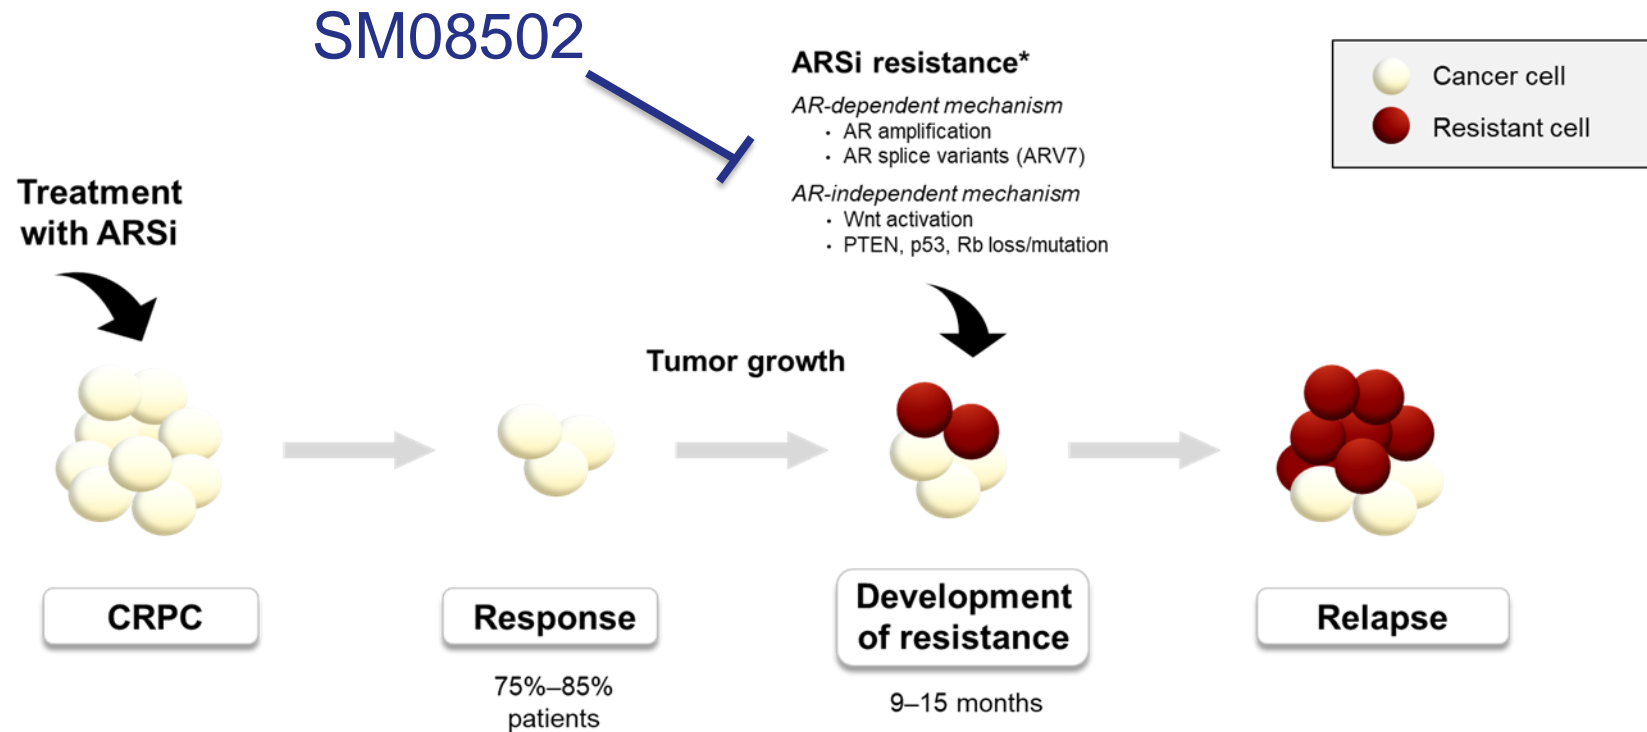 SM08502
ARSi resistance*
AR-dependent mechanism
· AR amplification
· AR splice variants (ARV7)
AR-independent mechanism
· Wnt activation
· PTEN, p53, Rb loss/mutation
Cancer cell
Resistant cell
Treatment
with ARSi
Tumor growth
CRPC
Response
75%–85%
patients
Development
of resistance
9–15 months
Relapse